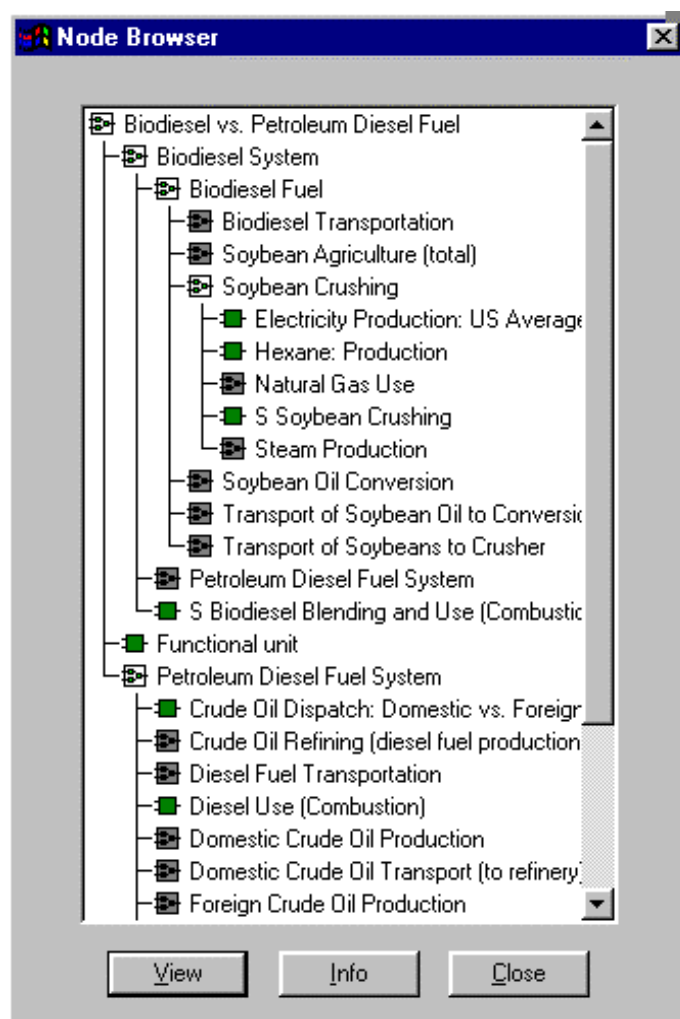 Node Browser
Biodiesel vs. Petroleum Diesel Fuel
Biodiesel System
Biodiesel Fuel
Biodiesel Transportation
Soybean Agriculture (total)
Soybean Crushing
Electricity Production: US Average
Hexane: Production
Natural Gas Use
S Soybean Crushing
Steam Production
Soybean Oil Conversion
Transport of Soybean Oil to Conversic
Transport of Soybeans to Crusher
Petroleum Diesel Fuel System
S Biodiesel Blending and Use (Combustic
Functional unit
Petroleum Diesel Fuel System
Crude Oil Dispatch: Domestic vs. Foreigr
Crude Oil Refining (diesel fuel production
Diesel Fuel Transportation
Diesel Use (Combustion)
Domestic Crude Oil Production
Domestic Crude Oil Transport (to refinery)
Foreign Crude Oil Production
View Info Close